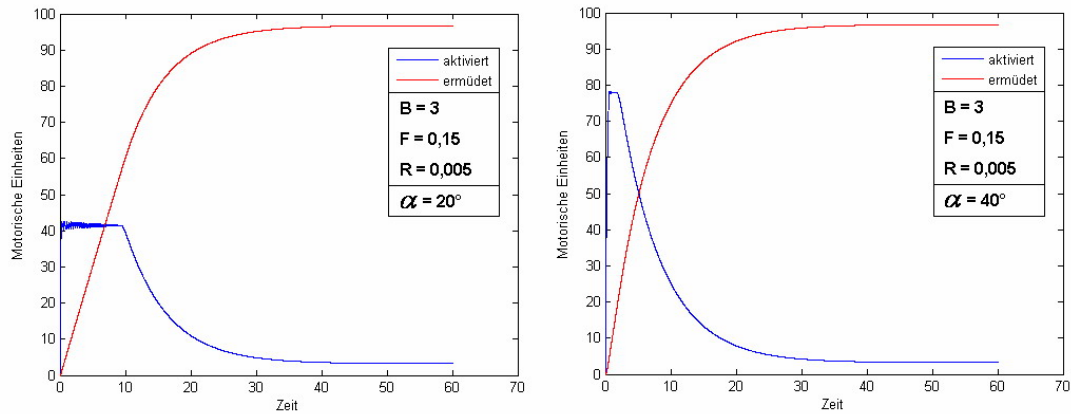 100
90
80
70
60
50
40
30
20
10
0
Motorische Einheiten
0 10 20 30 40 50 60 70
Zeit
aktiviert
ermüdet
B = 3
F = 0,15
R = 0,005
α = 20°
100
90
80
70
60
50
40
30
20
10
0
Motorische Einheiten
0 10 20 30 40 50 60 70
Zeit
aktiviert
ermüdet
B = 3
F = 0,15
R = 0,005
α = 40°